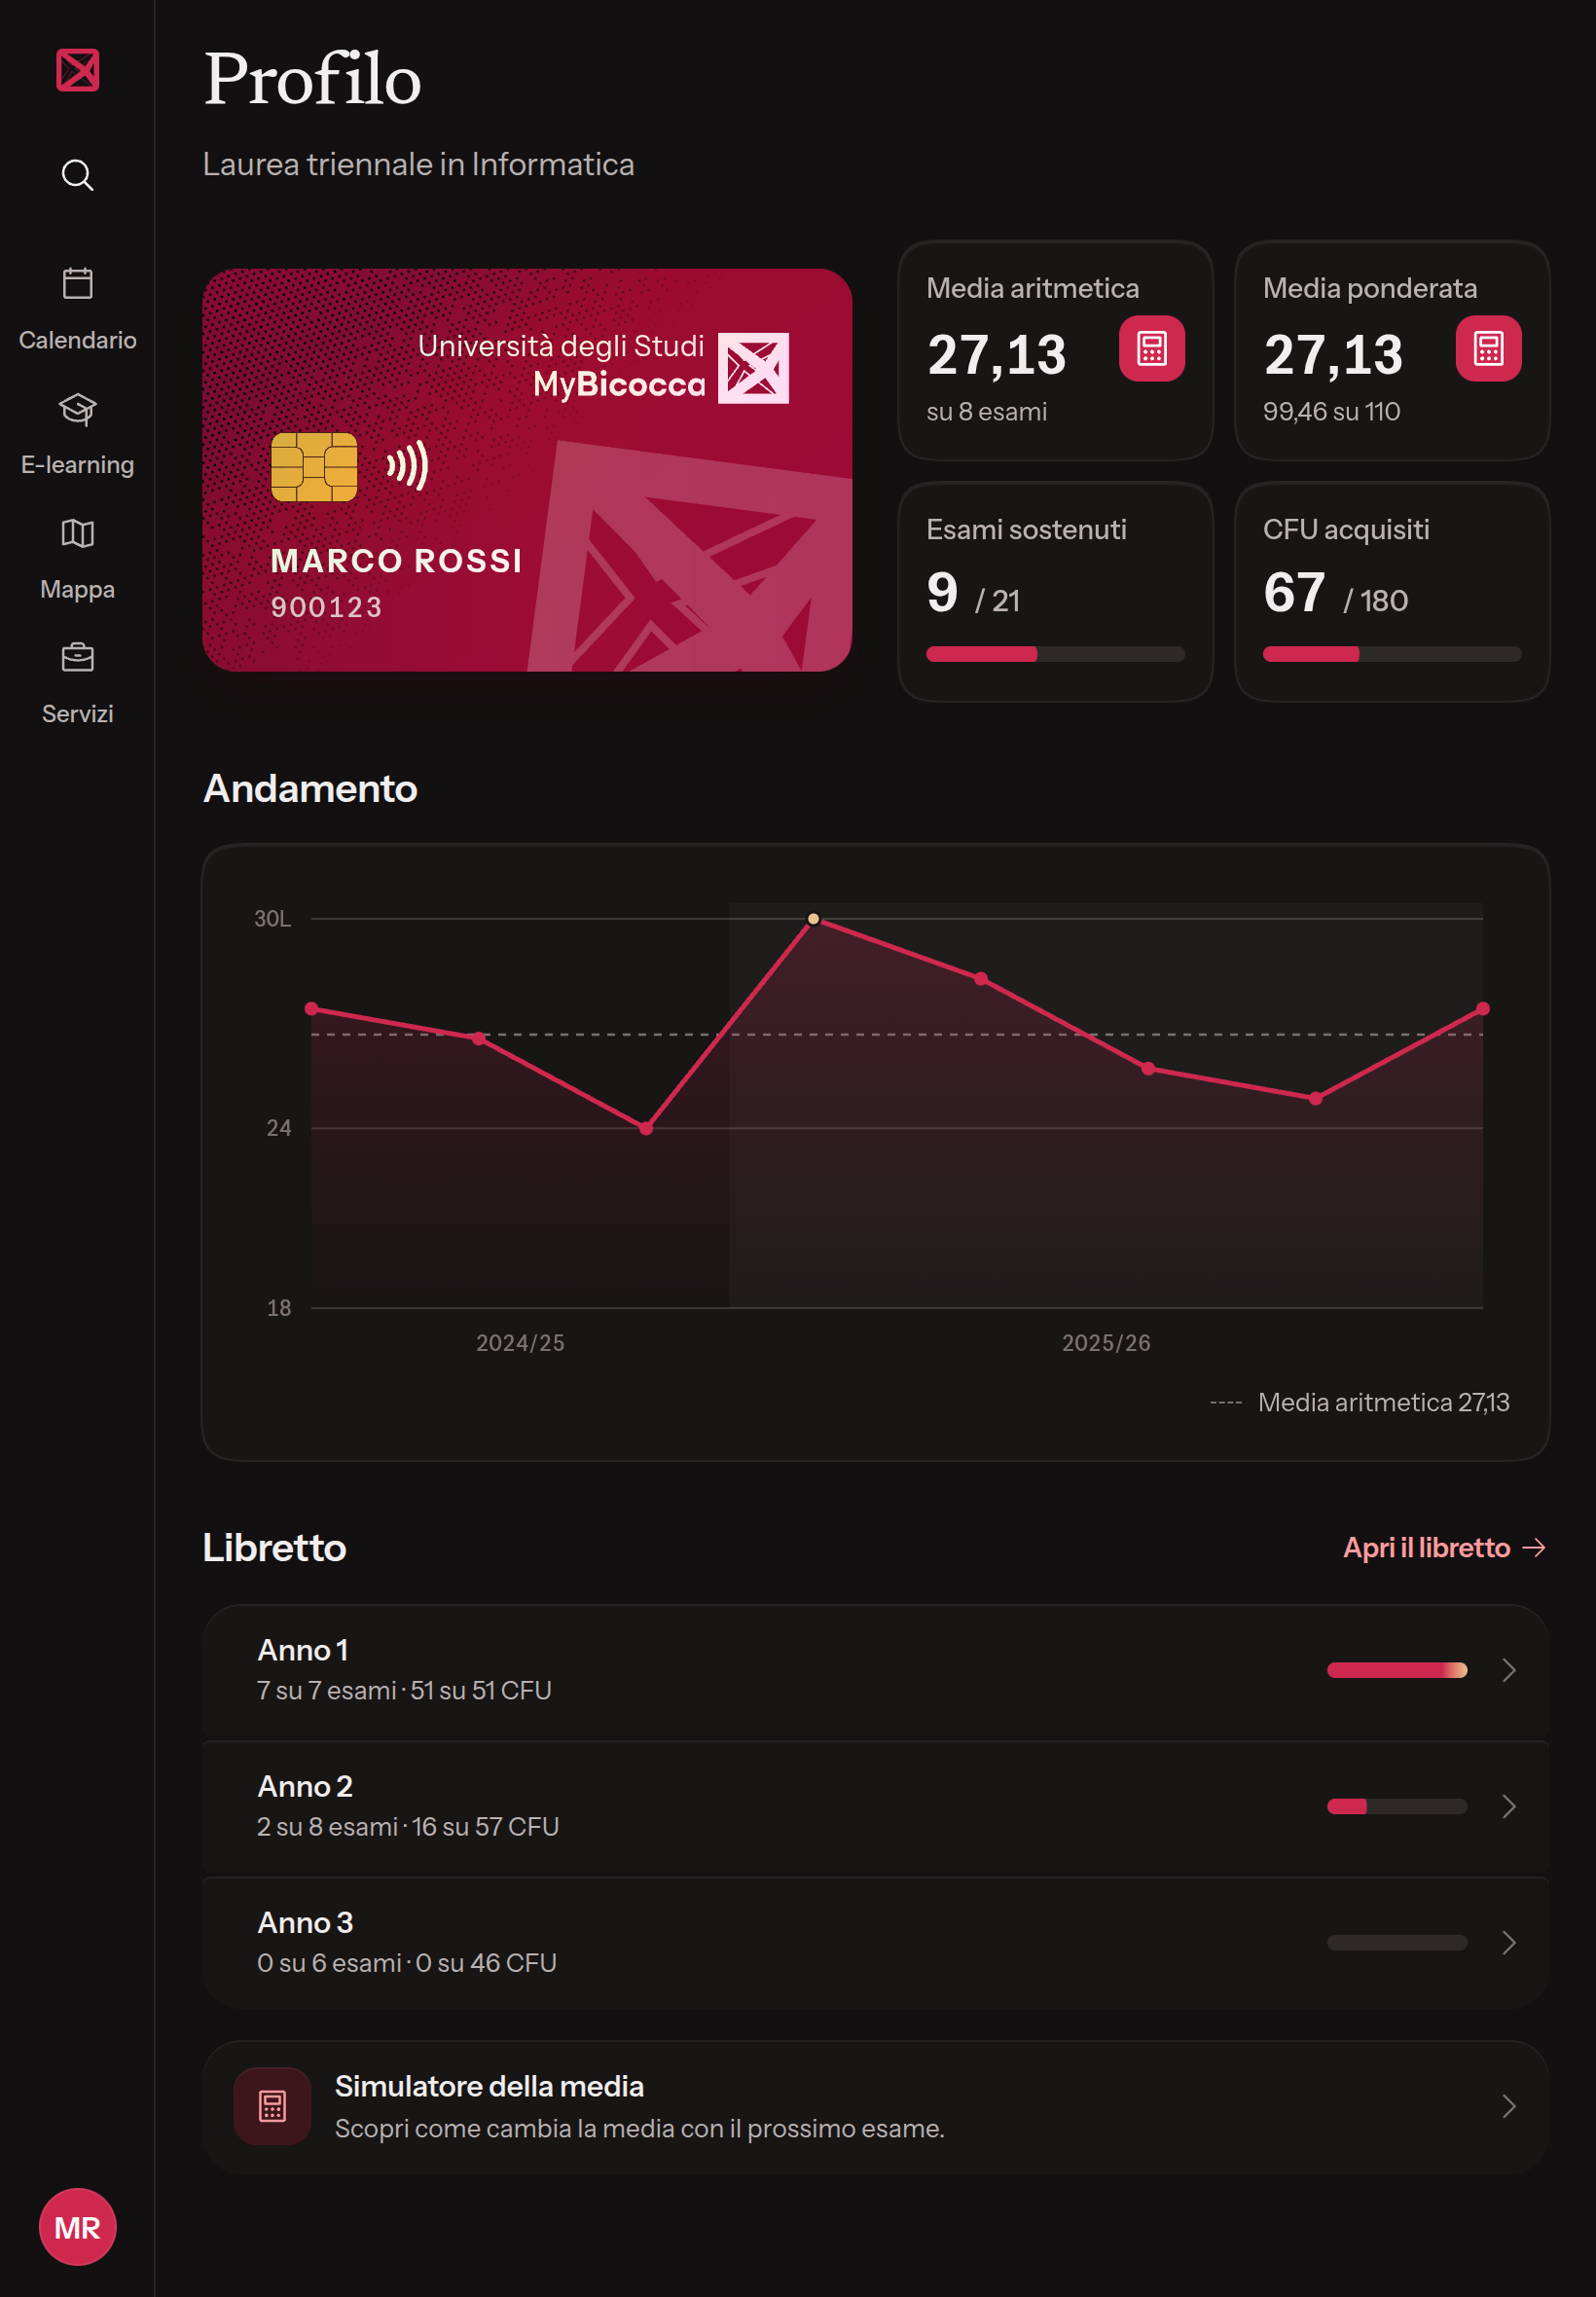 Profilo
Laurea triennale in Informatica
Calendario
E-learning
Mappa
Servizi
MR
Università degli Studi
MyBicocca
MARCO ROSSI
900123
Media aritmetica
27,13
su 8 esami
Media ponderata
27,13
99,46 su 110
Esami sostenuti
9 / 21
CFU acquisiti
67 / 180
Andamento
30L
24
18
2024/25
2025/26
Media aritmetica 27,13
Libretto
Apri il libretto
Anno 1
7 su 7 esami · 51 su 51 CFU
Anno 2
2 su 8 esami · 16 su 57 CFU
Anno 3
0 su 6 esami · 0 su 46 CFU
Simulatore della media
Scopri come cambia la media con il prossimo esame.